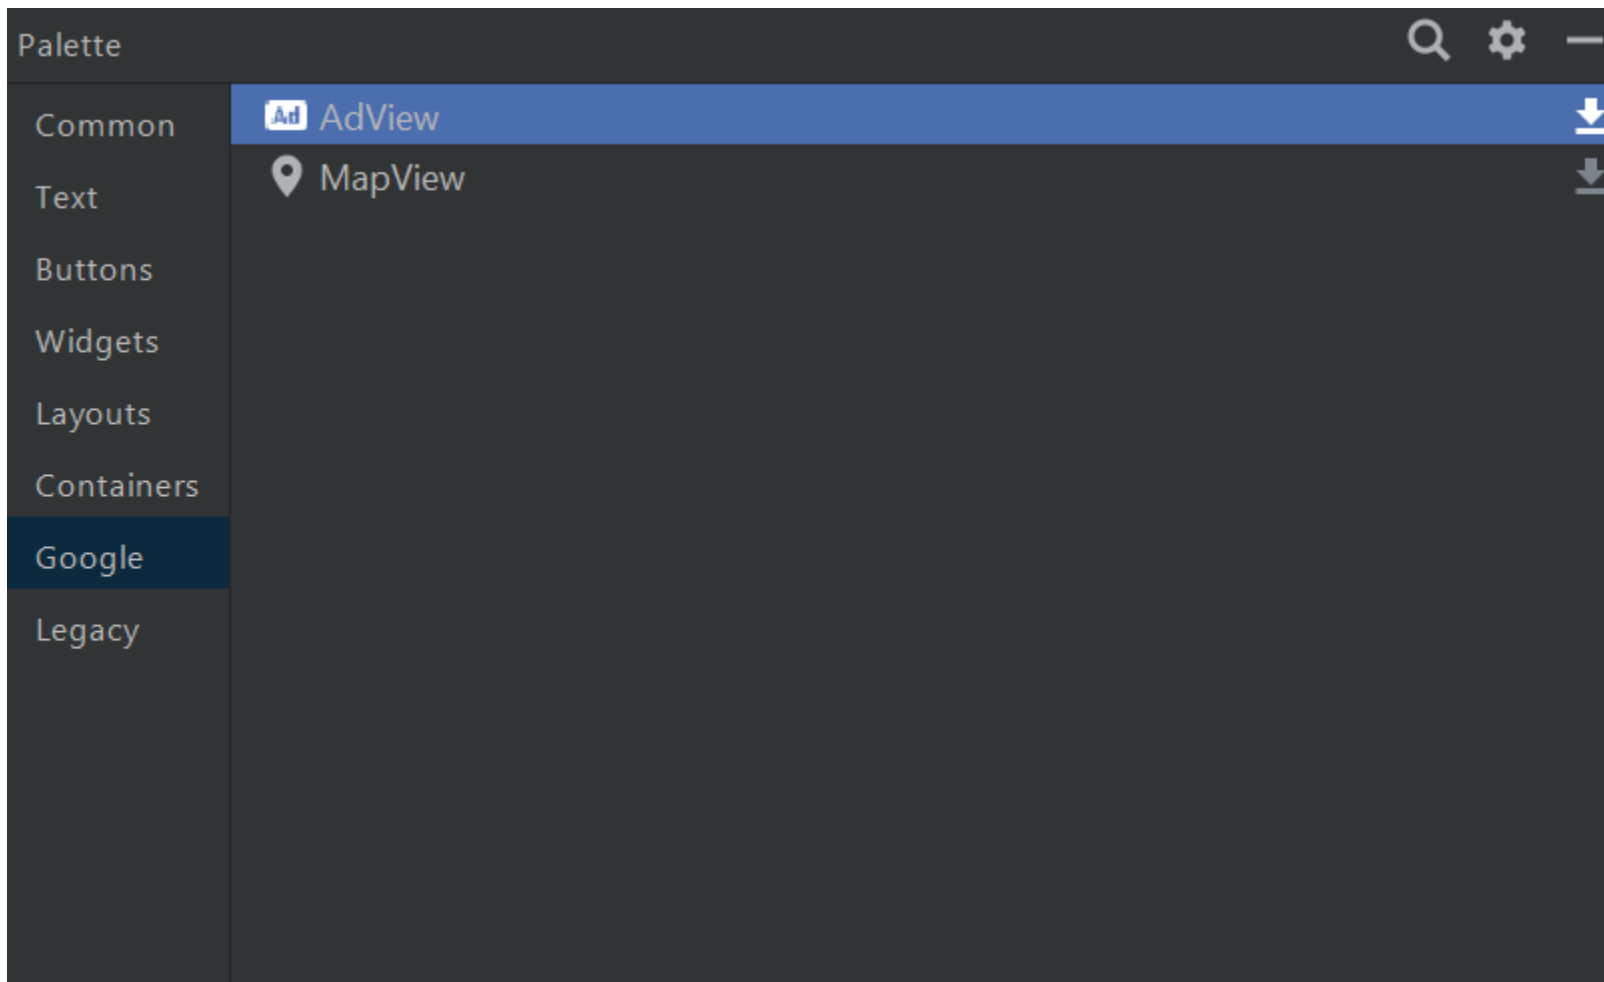 Palette
Common
Text
Buttons
Widgets
Layouts
Containers
Google
Legacy
Ad AdView
MapView